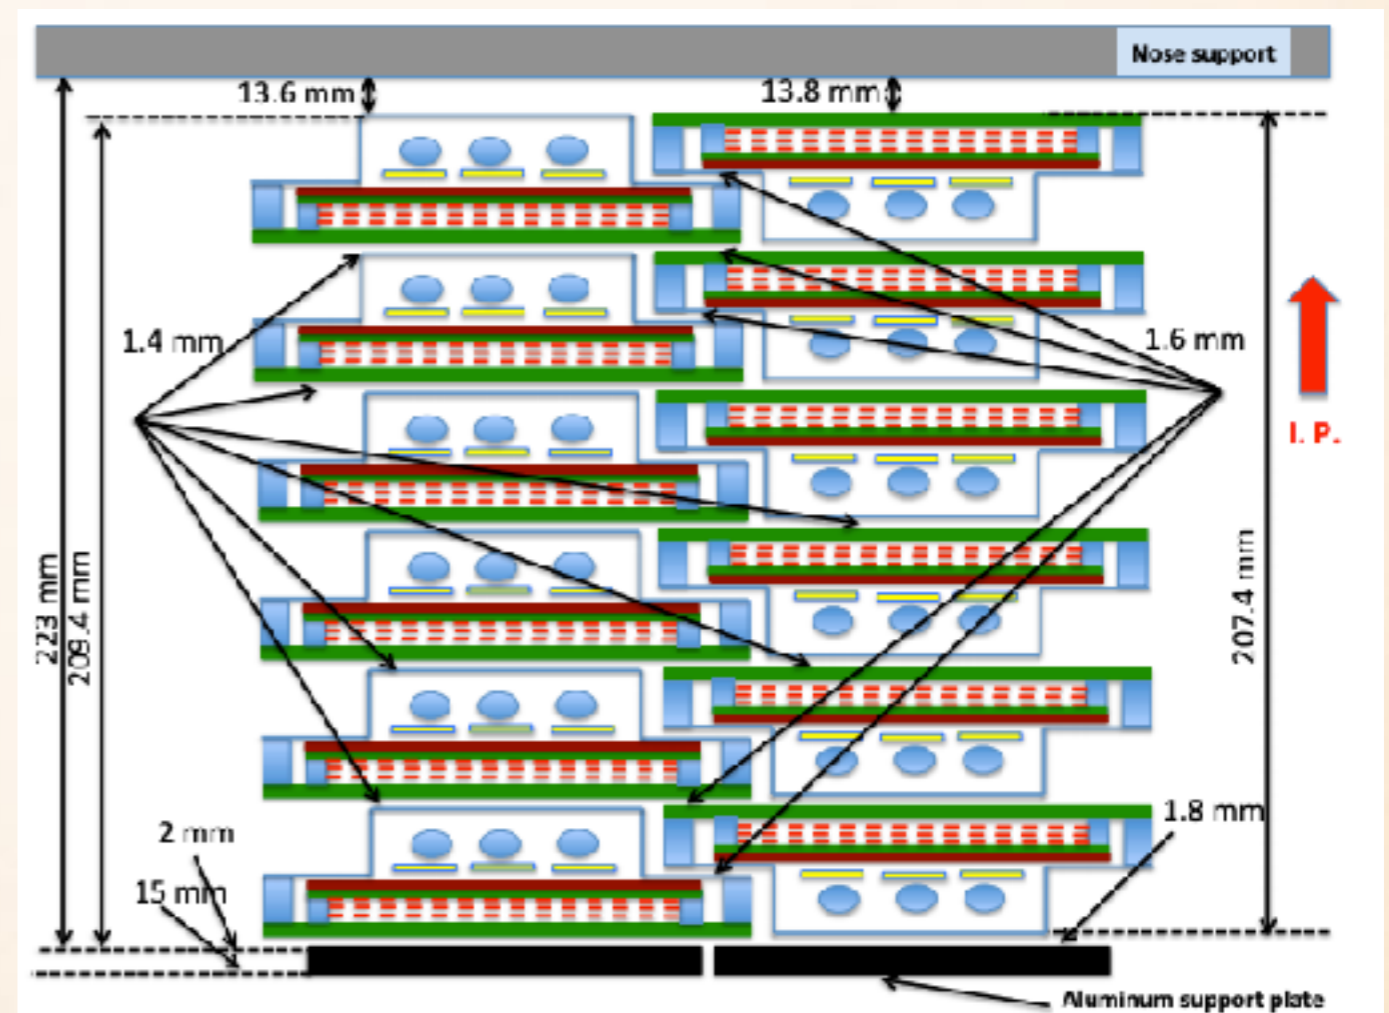 Nose support
13.6 mm
13.8 mm
1.4 mm
1.6 mm
I. P.
223 mm
209.4 mm
207.4 mm
2 mm
1.8 mm
15 mm
Aluminum support plate